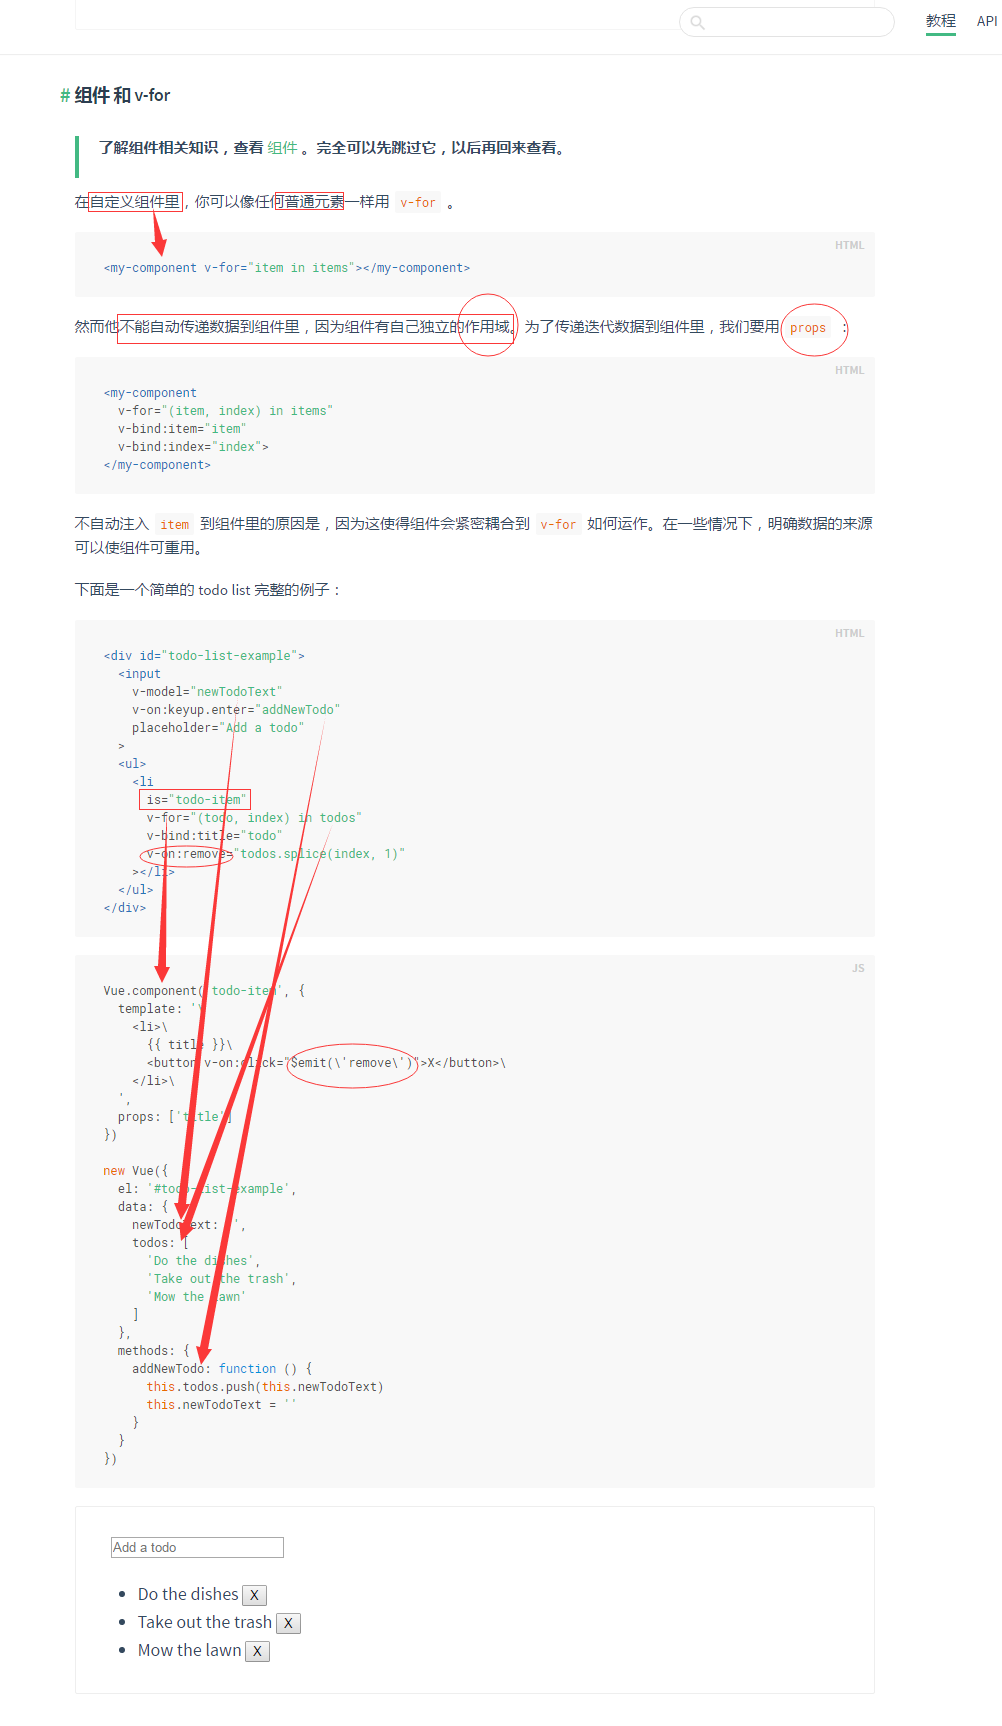 教程 API
# 组件 和 v-for
了解组件相关知识，查看 组件 。完全可以先跳过它，以后再回来查看。
在自定义组件里，你可以像任何普通元素一样用 v-for 。
HTML
<my-component v-for="item in items"></my-component>
然而他不能自动传递数据到组件里，因为组件有自己独立的作用域。为了传递迭代数据到组件里，我们要用 props ：
HTML
<my-component
v-for="(item, index) in items"
v-bind:item="item"
v-bind:index="index">
</my-component>
不自动注入 item 到组件里的原因是，因为这使得组件会紧密耦合到 v-for 如何运作。在一些情况下，明确数据的来源
可以使组件可重用。
下面是一个简单的 todo list 完整的例子：
HTML
<div id="todo-list-example">
<input
v-model="newTodoText"
v-on:keyup.enter="addNewTodo"
placeholder="Add a todo"
>
<ul>
<li
is="todo-item"
v-for="(todo, index) in todos"
v-bind:title="todo"
v-on:remove="todos.splice(index, 1)"
></li>
</ul>
</div>
JS
Vue.component('todo-item', {
template: '\
<li>\
{{ title }}\
<button v-on:click="$emit(\'remove\')">X</button>\
</li>\
',
props: ['title']
})
new Vue({
el: '#todo-list-example',
data: {
newTodoText: '',
todos: [
'Do the dishes',
'Take out the trash',
'Mow the lawn'
]
},
methods: {
addNewTodo: function () {
this.todos.push(this.newTodoText)
this.newTodoText = ''
}
}
})
Add a todo
Do the dishes X
Take out the trash X
Mow the lawn X